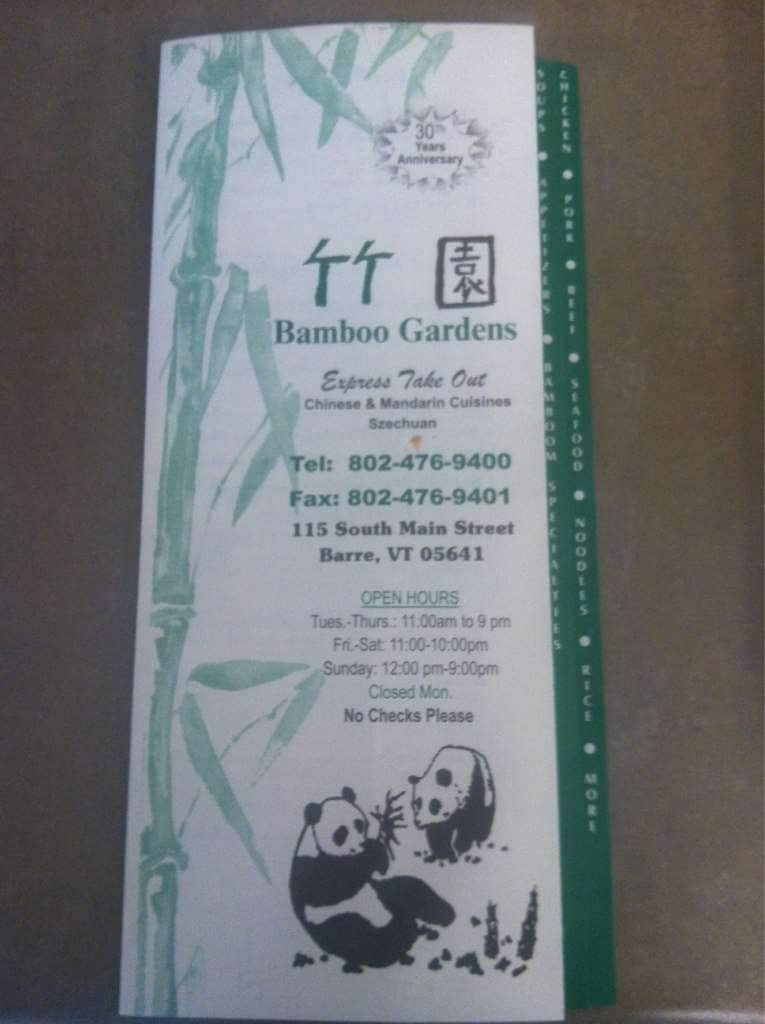 30th
Years
Anniversary
竹 園
Bamboo Gardens
Express Take Out
Chinese & Mandarin Cuisines
Szechuan
Tel: 802-476-9400
Fax: 802-476-9401
115 South Main Street
Barre, VT 05641
OPEN HOURS
Tues.-Thurs.: 11:00am to 9 pm
Fri.-Sat: 11:00-10:00pm
Sunday: 12:00 pm-9:00pm
Closed Mon.
No Checks Please
SOUPS • APPETIZERS • BAMBOOM SPECIALTIES
CHICKEN • PORK • BEEF • SEAFOOD • NOODLES • RICE • MORE